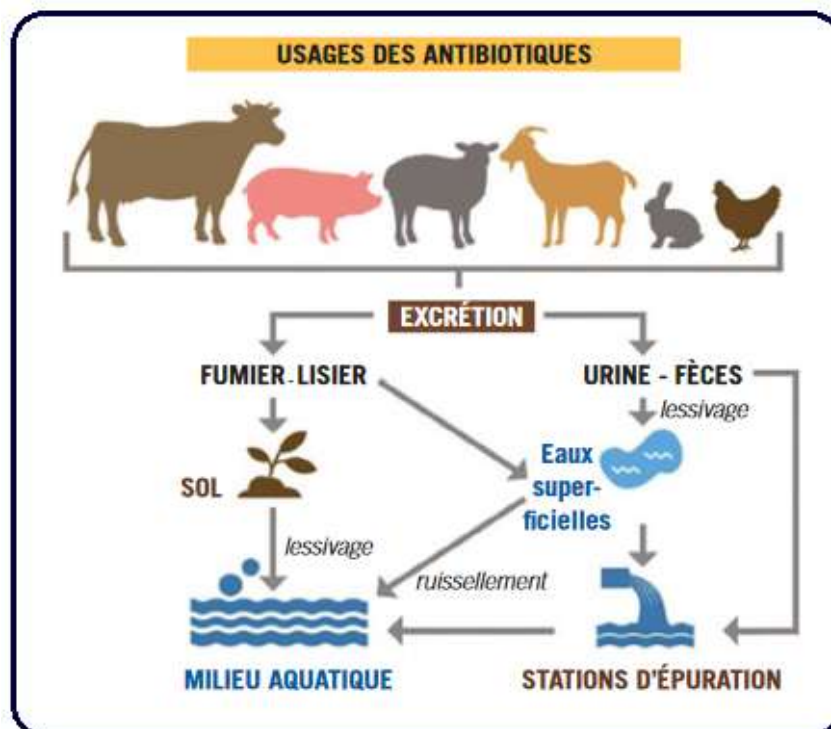 USAGES DES ANTIBIOTIQUES
EXCRÉTION
FUMIER-LISIER
URINE - FÈCES
lessivage
Eaux
super-
ficielles
SOL
lessivage
ruissellement
MILIEU AQUATIQUE
STATIONS D'ÉPURATION